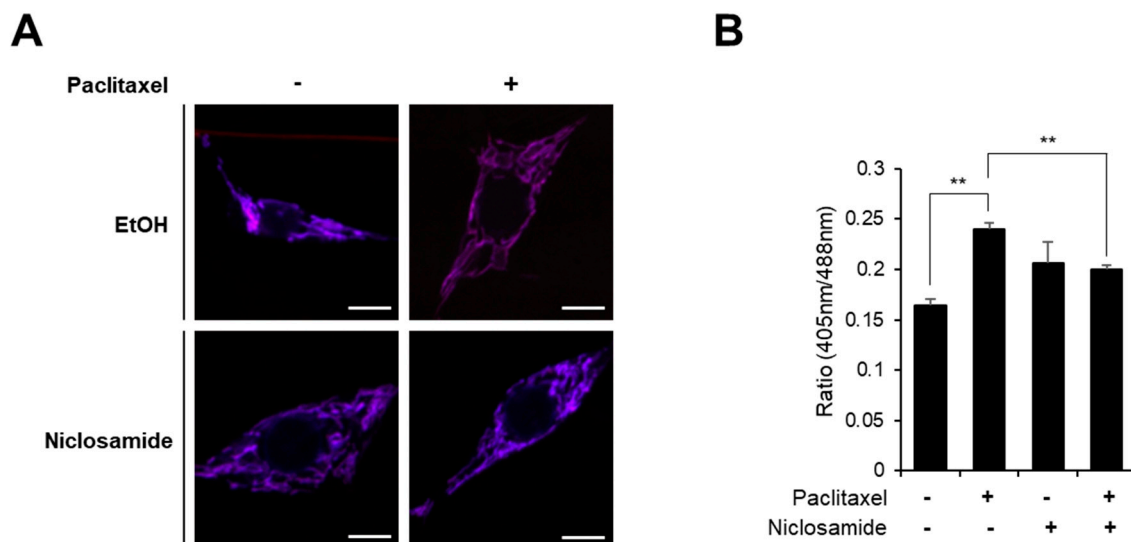 A
Paclitaxel - +
EtOH
Niclosamide
B
** **
Ratio (405nm/488nm)
0.3
0.25
0.2
0.15
0.1
0.05
0
Paclitaxel - + - +
Niclosamide - - + +